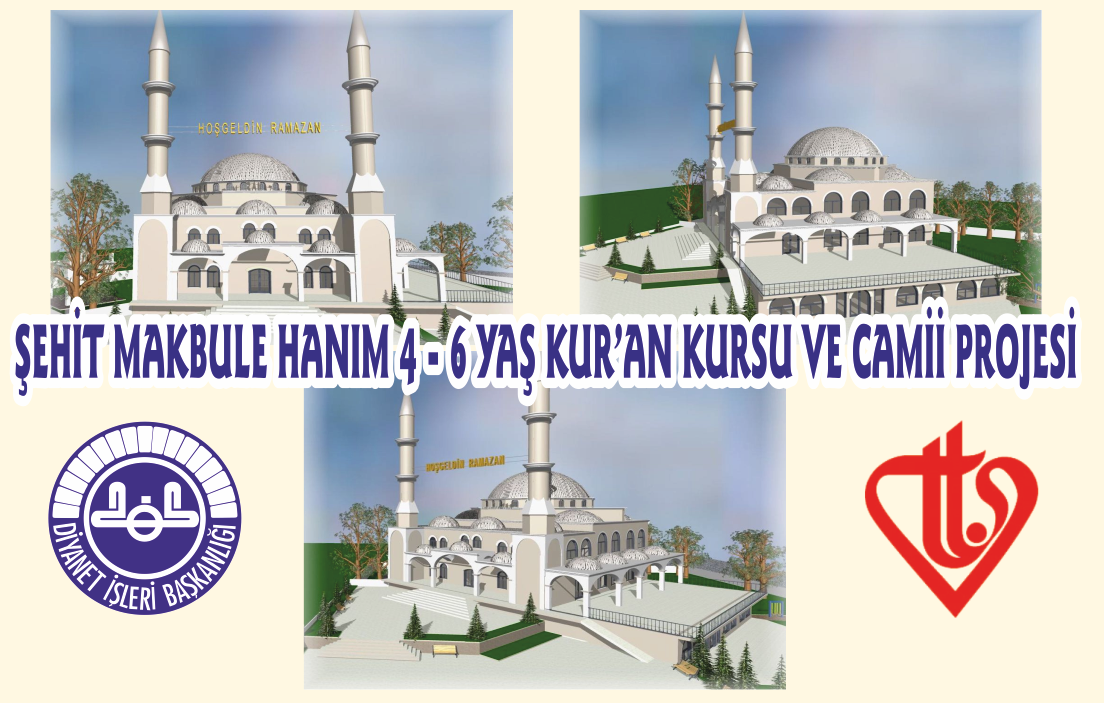 HOŞGELDİN RAMAZAN
ŞEHİT MAKBULE HANIM 4 - 6 YAŞ KUR'AN KURSU VE CAMİİ PROJESİ
HOŞGELDİN RAMAZAN
DİYANET İŞLERİ BAŞKANLIĞI